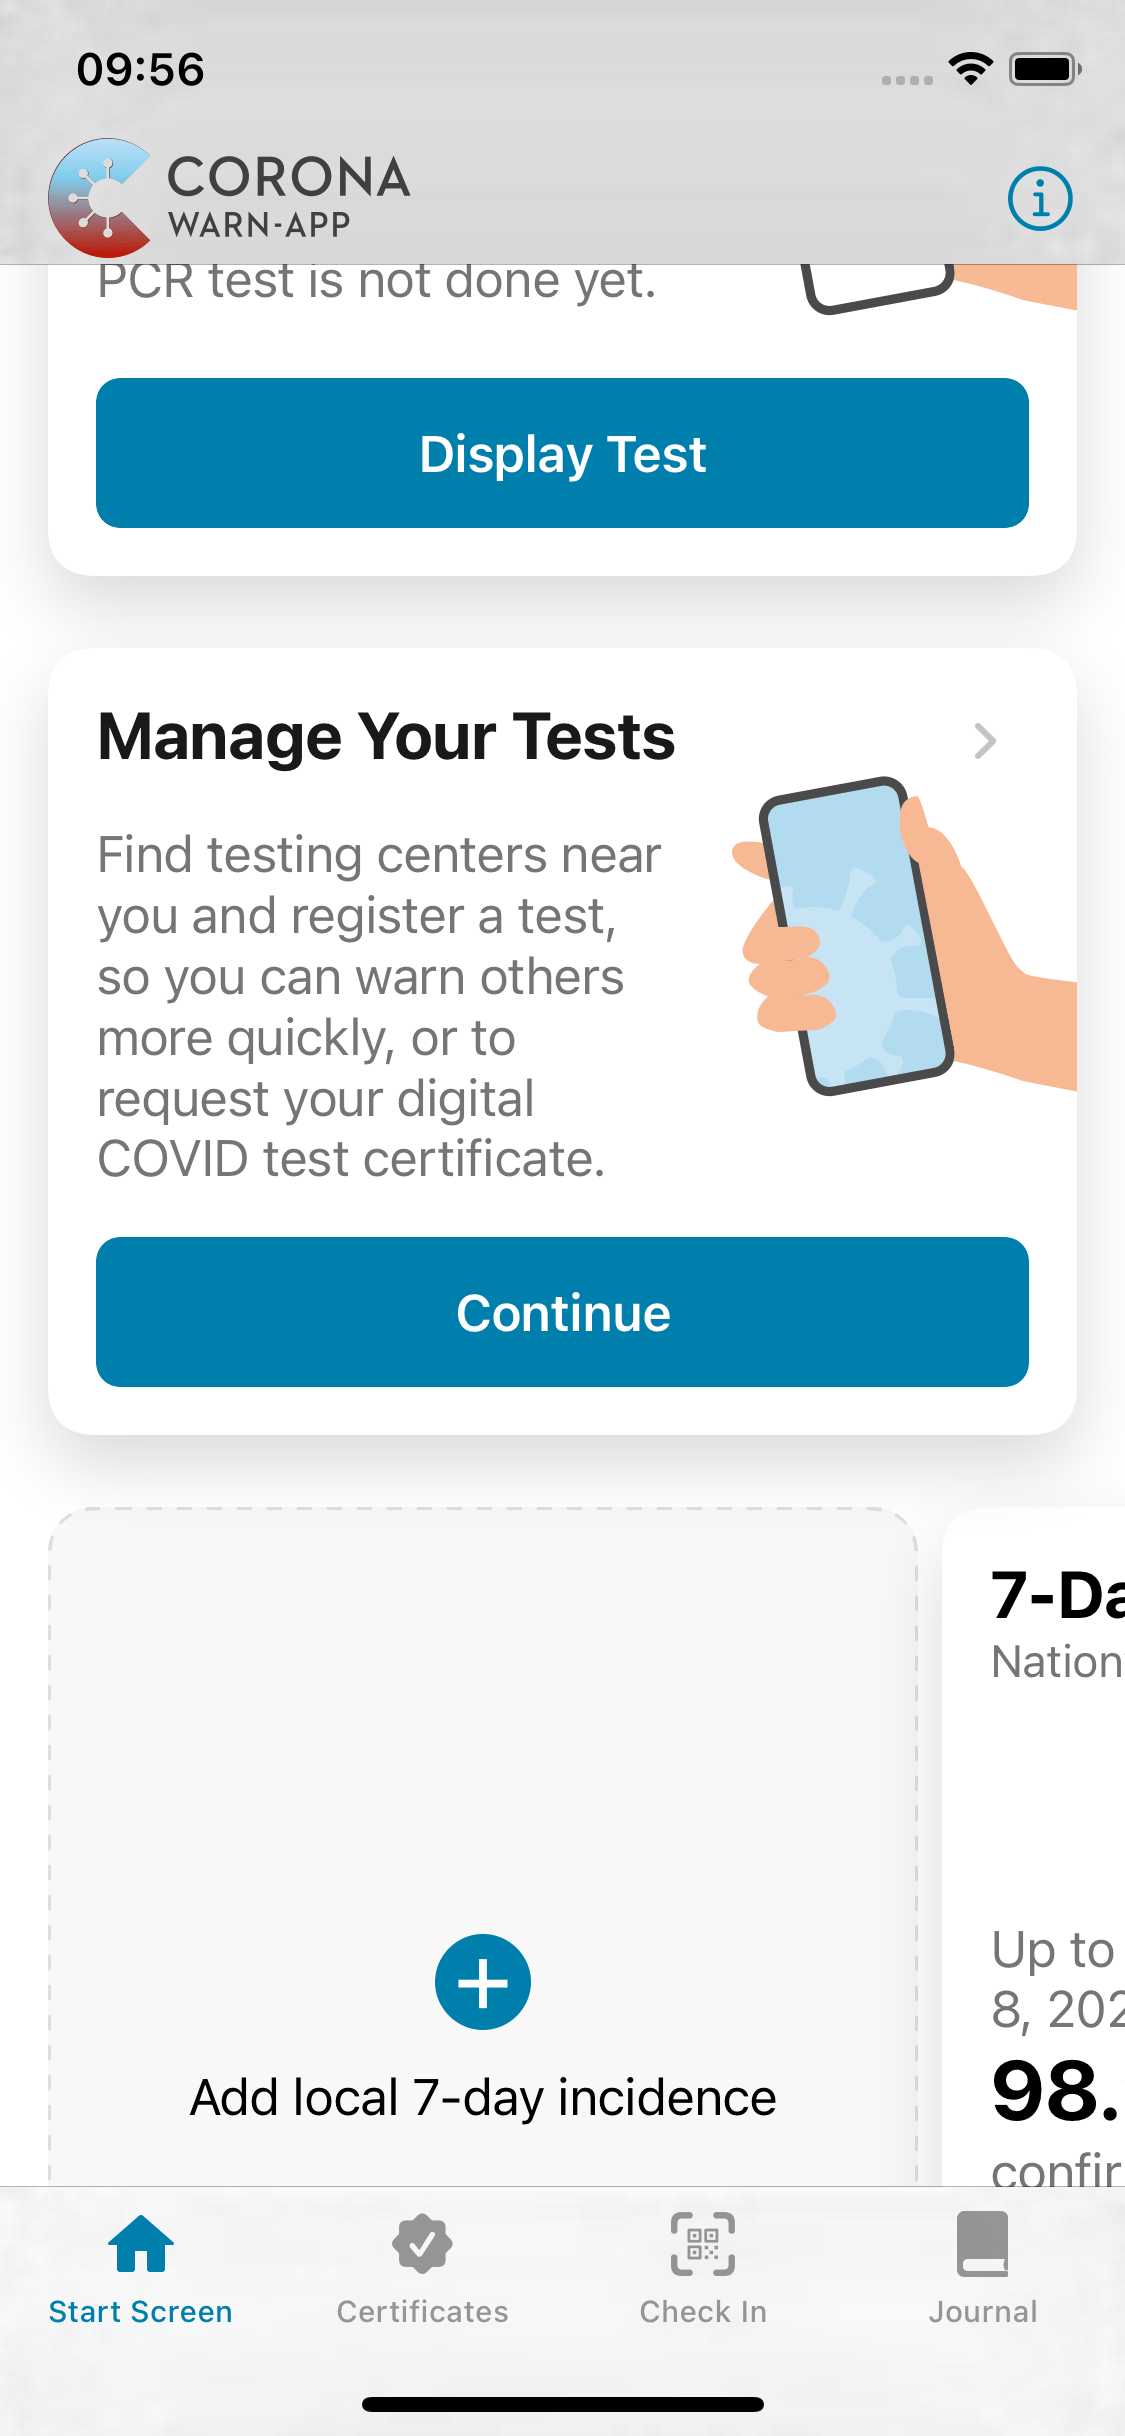 09:56
CORONA
WARN-APP
PCR test is not done yet.
Display Test
Manage Your Tests
Find testing centers near
you and register a test,
so you can warn others
more quickly, or to
request your digital
COVID test certificate.
Continue
7-Da
Nation
Up to
8, 202
98.
confir
Add local 7-day incidence
Start Screen
Certificates
Check In
Journal